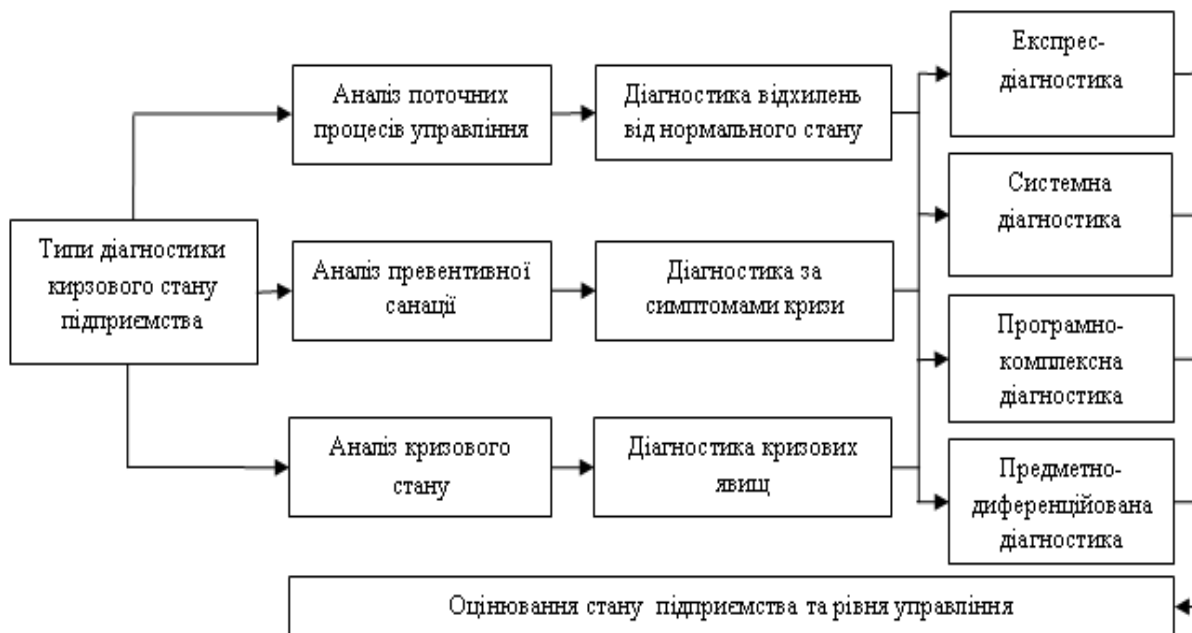 Типи діагностики
кирзового стану
підприємства
Аналіз поточних
процесів управління
Аналіз превентивної
санації
Аналіз кризового
стану
Діагностика відхилень
від нормального стану
Діагностика за
симптомами кризи
Діагностика кризових
явищ
Експрес-
діагностика
Системна
діагностика
Програмно-
комплексна
діагностика
Предметно-
диференційована
діагностика
Оцінювання стану підприємства та рівня управління